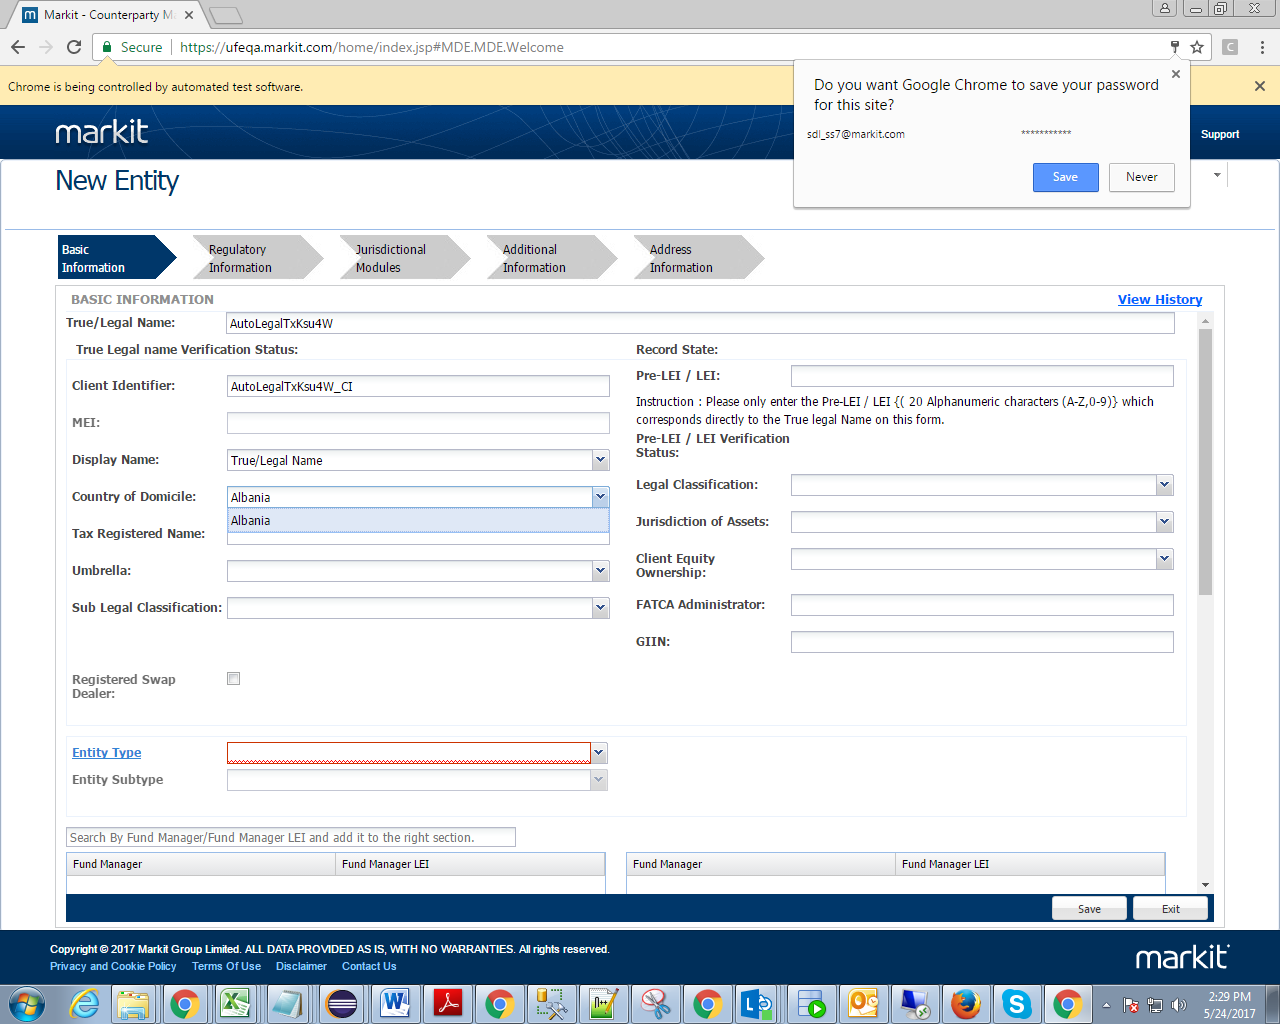 Markit - Counterparty Ma
Secure
https://ufeqa.markit.com/home/index.jsp#MDE.MDE.Welcome
Chrome is being controlled by automated test software.
Do you want Google Chrome to save your password
for this site?
sdl_ss7@markit.com ***********
Save Never
markit
Support
New Entity
Basic
Information
Regulatory
Information
Jurisdictional
Modules
Additional
Information
Address
Information
BASIC INFORMATION
View History
True/Legal Name: AutoLegalTxKsu4W
True Legal name Verification Status:
Record State:
Client Identifier: AutoLegalTxKsu4W_CI
Pre-LEI / LEI:
Instruction : Please only enter the Pre-LEI / LEI {( 20 Alphanumeric characters (A-Z,0-9)} which
corresponds directly to the True legal Name on this form.
MEI:
Pre-LEI / LEI Verification
Status:
Display Name: True/Legal Name
Legal Classification:
Country of Domicile: Albania
Albania
Jurisdiction of Assets:
Tax Registered Name:
Client Equity
Ownership:
Umbrella:
FATCA Administrator:
Sub Legal Classification:
GIIN:
Registered Swap
Dealer:
Entity Type
Entity Subtype
Search By Fund Manager/Fund Manager LEI and add it to the right section.
Fund Manager Fund Manager LEI
Fund Manager Fund Manager LEI
Save Exit
Copyright © 2017 Markit Group Limited. ALL DATA PROVIDED AS IS, WITH NO WARRANTIES. All rights reserved.
Privacy and Cookie Policy Terms Of Use Disclaimer Contact Us
markit
2:29 PM
5/24/2017